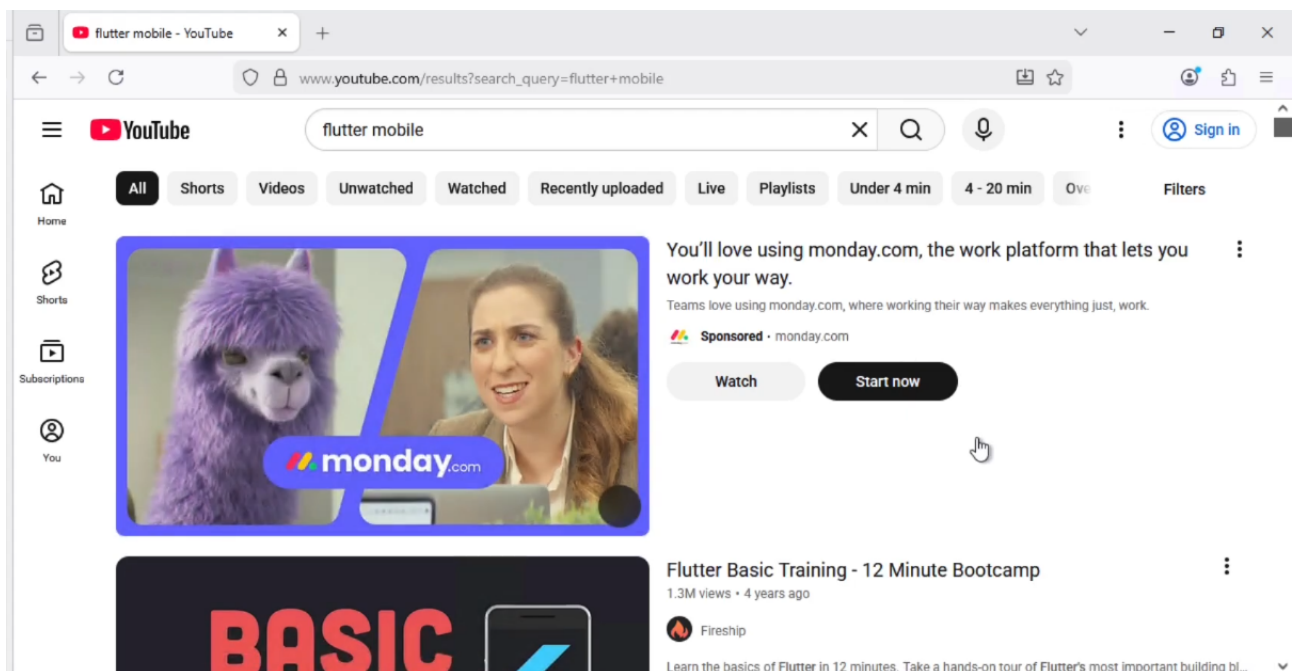 flutter mobile - YouTube
www.youtube.com/results?search_query=flutter+mobile
YouTube
flutter mobile
Sign in
All Shorts Videos Unwatched Watched Recently uploaded Live Playlists Under 4 min 4 - 20 min Filters
Home
Shorts
Subscriptions
You
monday.com
You'll love using monday.com, the work platform that lets you
work your way.
Teams love using monday.com, where working their way makes everything just, work.
Sponsored · monday.com
Watch Start now
BASIC
Flutter Basic Training - 12 Minute Bootcamp
1.3M views • 4 years ago
Fireship
Learn the basics of Flutter in 12 minutes. Take a hands-on tour of Flutter's most important building bl...